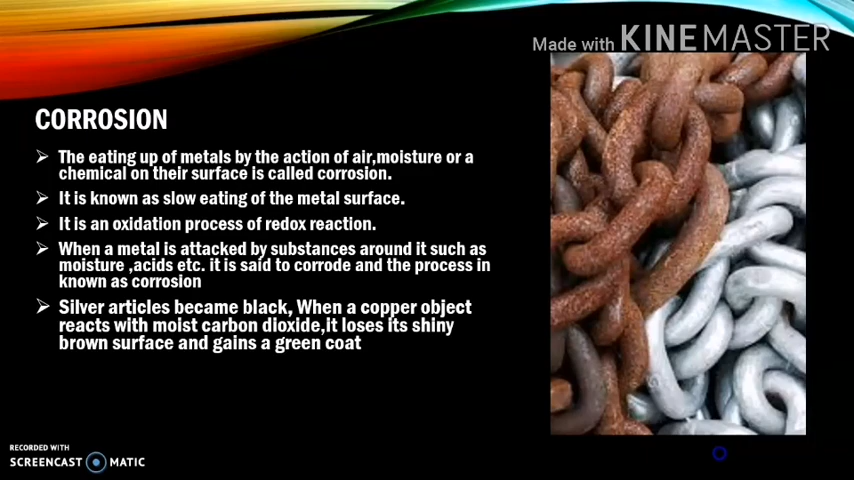 Made with KINEMASTER
CORROSION
The eating up of metals by the action of air,moisture or a
chemical on their surface is called corrosion.
It is known as slow eating of the metal surface.
It is an oxidation process of redox reaction.
When a metal is attacked by substances around it such as
moisture ,acids etc. it is said to corrode and the process in
known as corrosion
Silver articles became black, When a copper object
reacts with moist carbon dioxide,it loses its shiny
brown surface and gains a green coat
RECORDED WITH
SCREENCAST MATIC